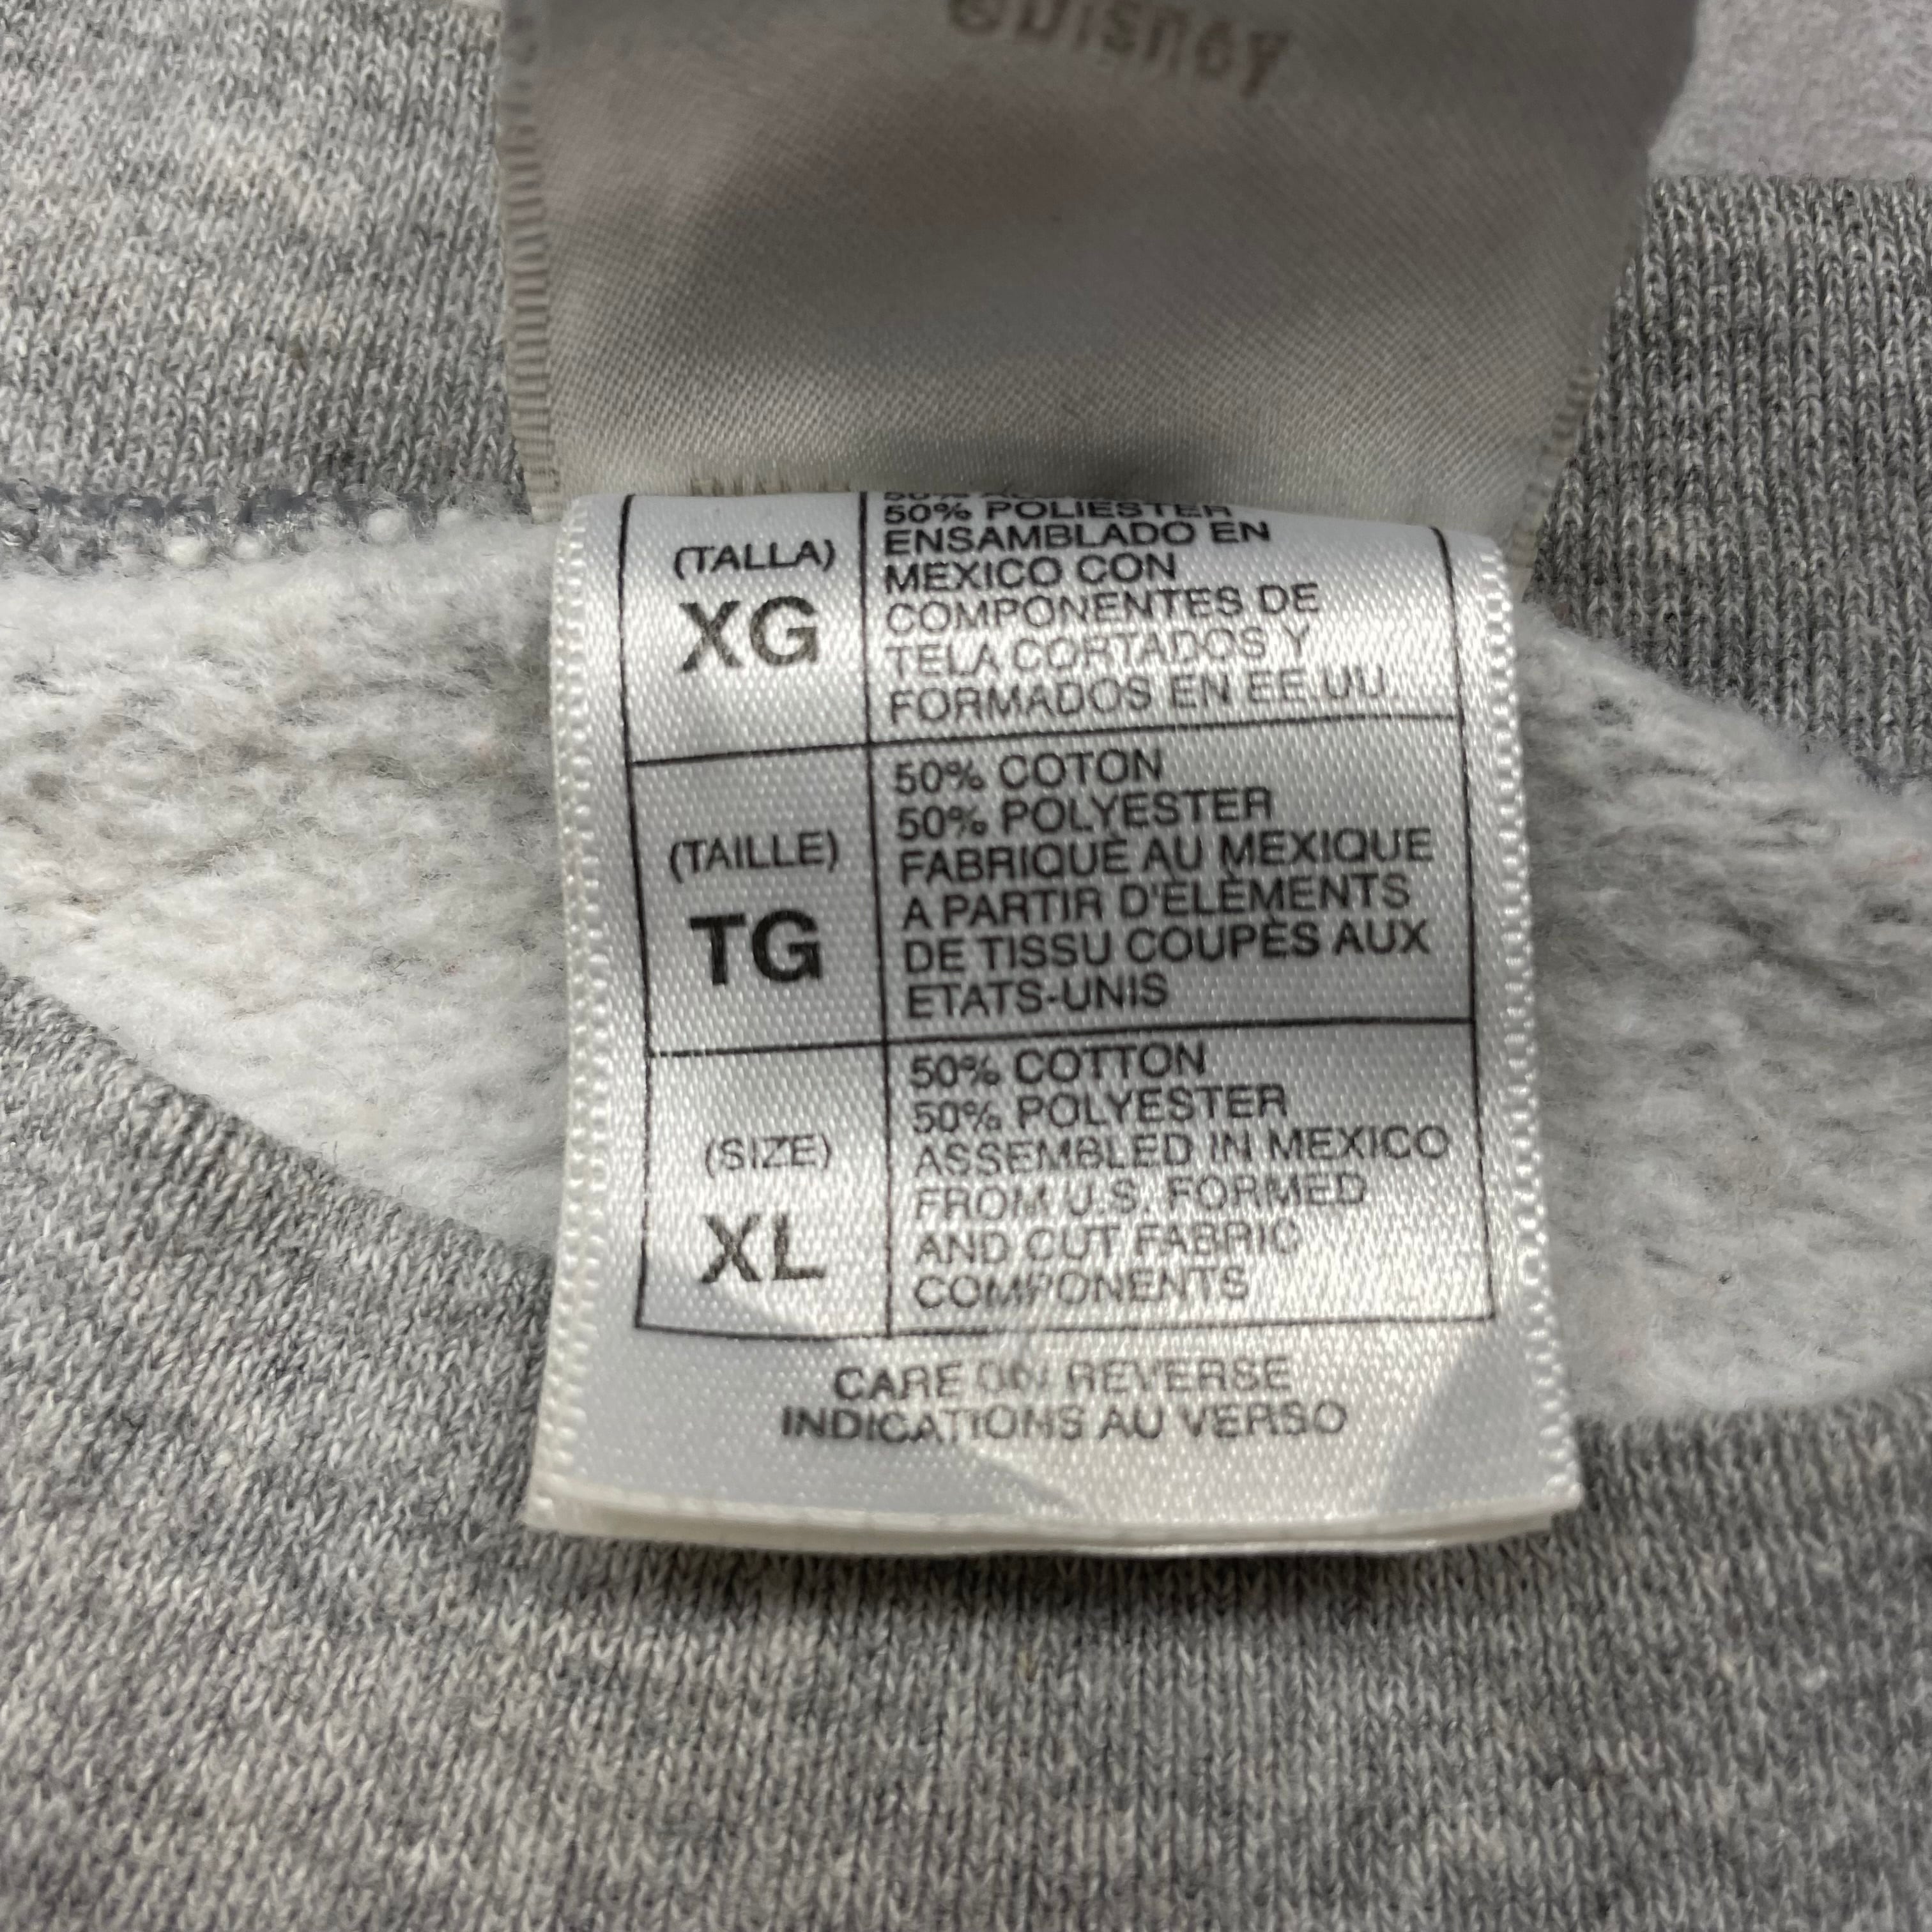 ©Disney
(TALLA)
XG
50% POLIESTER
ENSAMBLADO EN
MEXICO CON
COMPONENTES DE
TELA CORTADOS Y
FORMADOS EN EE.UU.
(TAILLE)
TG
50% COTON
50% POLYESTER
FABRIQUÉ AU MEXIQUE
A PARTIR D'ÉLÉMENTS
DE TISSU COUPÉS AUX
ETATS-UNIS
(SIZE)
XL
50% COTTON
50% POLYESTER
ASSEMBLED IN MEXICO
FROM U.S. FORMED
AND CUT FABRIC
COMPONENTS
CARE ON REVERSE
INDICATIONS AU VERSO